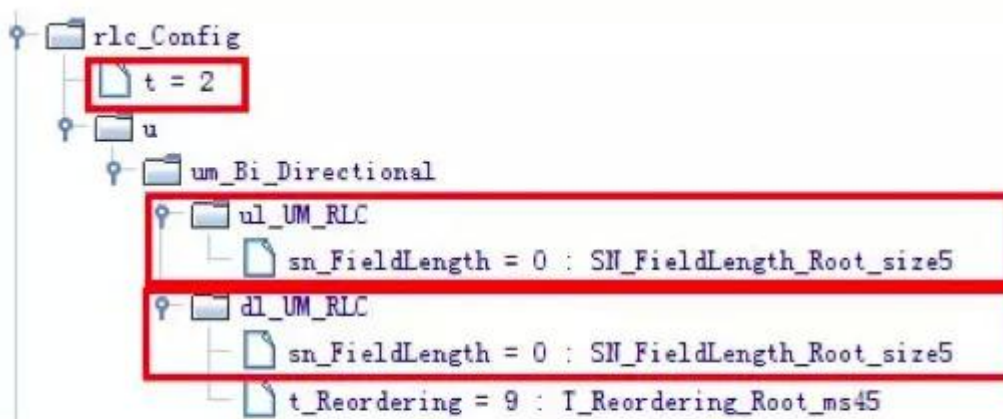 rlc_Config
t = 2
u
um_Bi_Directional
ul_UM_RLC
sn_FieldLength = 0 : SN_FieldLength_Root_size5
dl_UM_RLC
sn_FieldLength = 0 : SN_FieldLength_Root_size5
t_Reordering = 9 : T_Reordering_Root_ms45